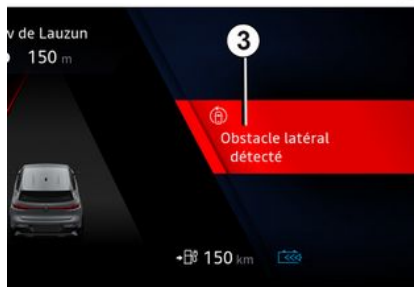 v de Lauzun
150 m
3
Obstacle latéral
détecté
150 km